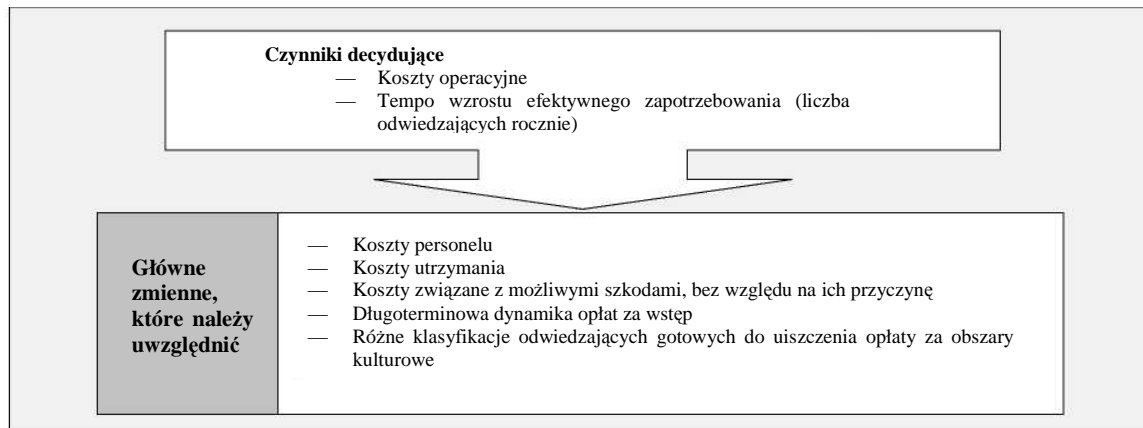 Czynniki decydujące
— Koszty operacyjne
— Tempo wzrostu efektywnego zapotrzebowania (liczba
odwiedzających rocznie)
Główne
zmienne,
które należy
uwzględnić
— Koszty personelu
— Koszty utrzymania
— Koszty związane z możliwymi szkodami, bez względu na ich przyczynę
— Długoterminowa dynamika opłat za wstęp
— Różne klasyfikacje odwiedzających gotowych do uiszczenia opłaty za obszary
kulturowe